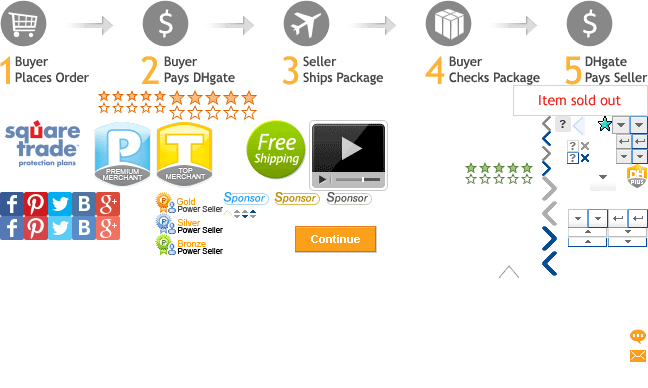 1 Buyer
Places Order
2 Buyer
Pays DHgate
3 Seller
Ships Package
4 Buyer
Checks Package
5 DHgate
Pays Seller
Item sold out
square
trade
protection plans
P
PREMIUM
MERCHANT
T
TOP
MERCHANT
Free
Shipping
?
?
?
DH
PLUS
f
P
B
g+
f
P
B
g+
P Gold
Power Seller
P Silver
Power Seller
P Bronze
Power Seller
Sponsor
Sponsor
Sponsor
Continue